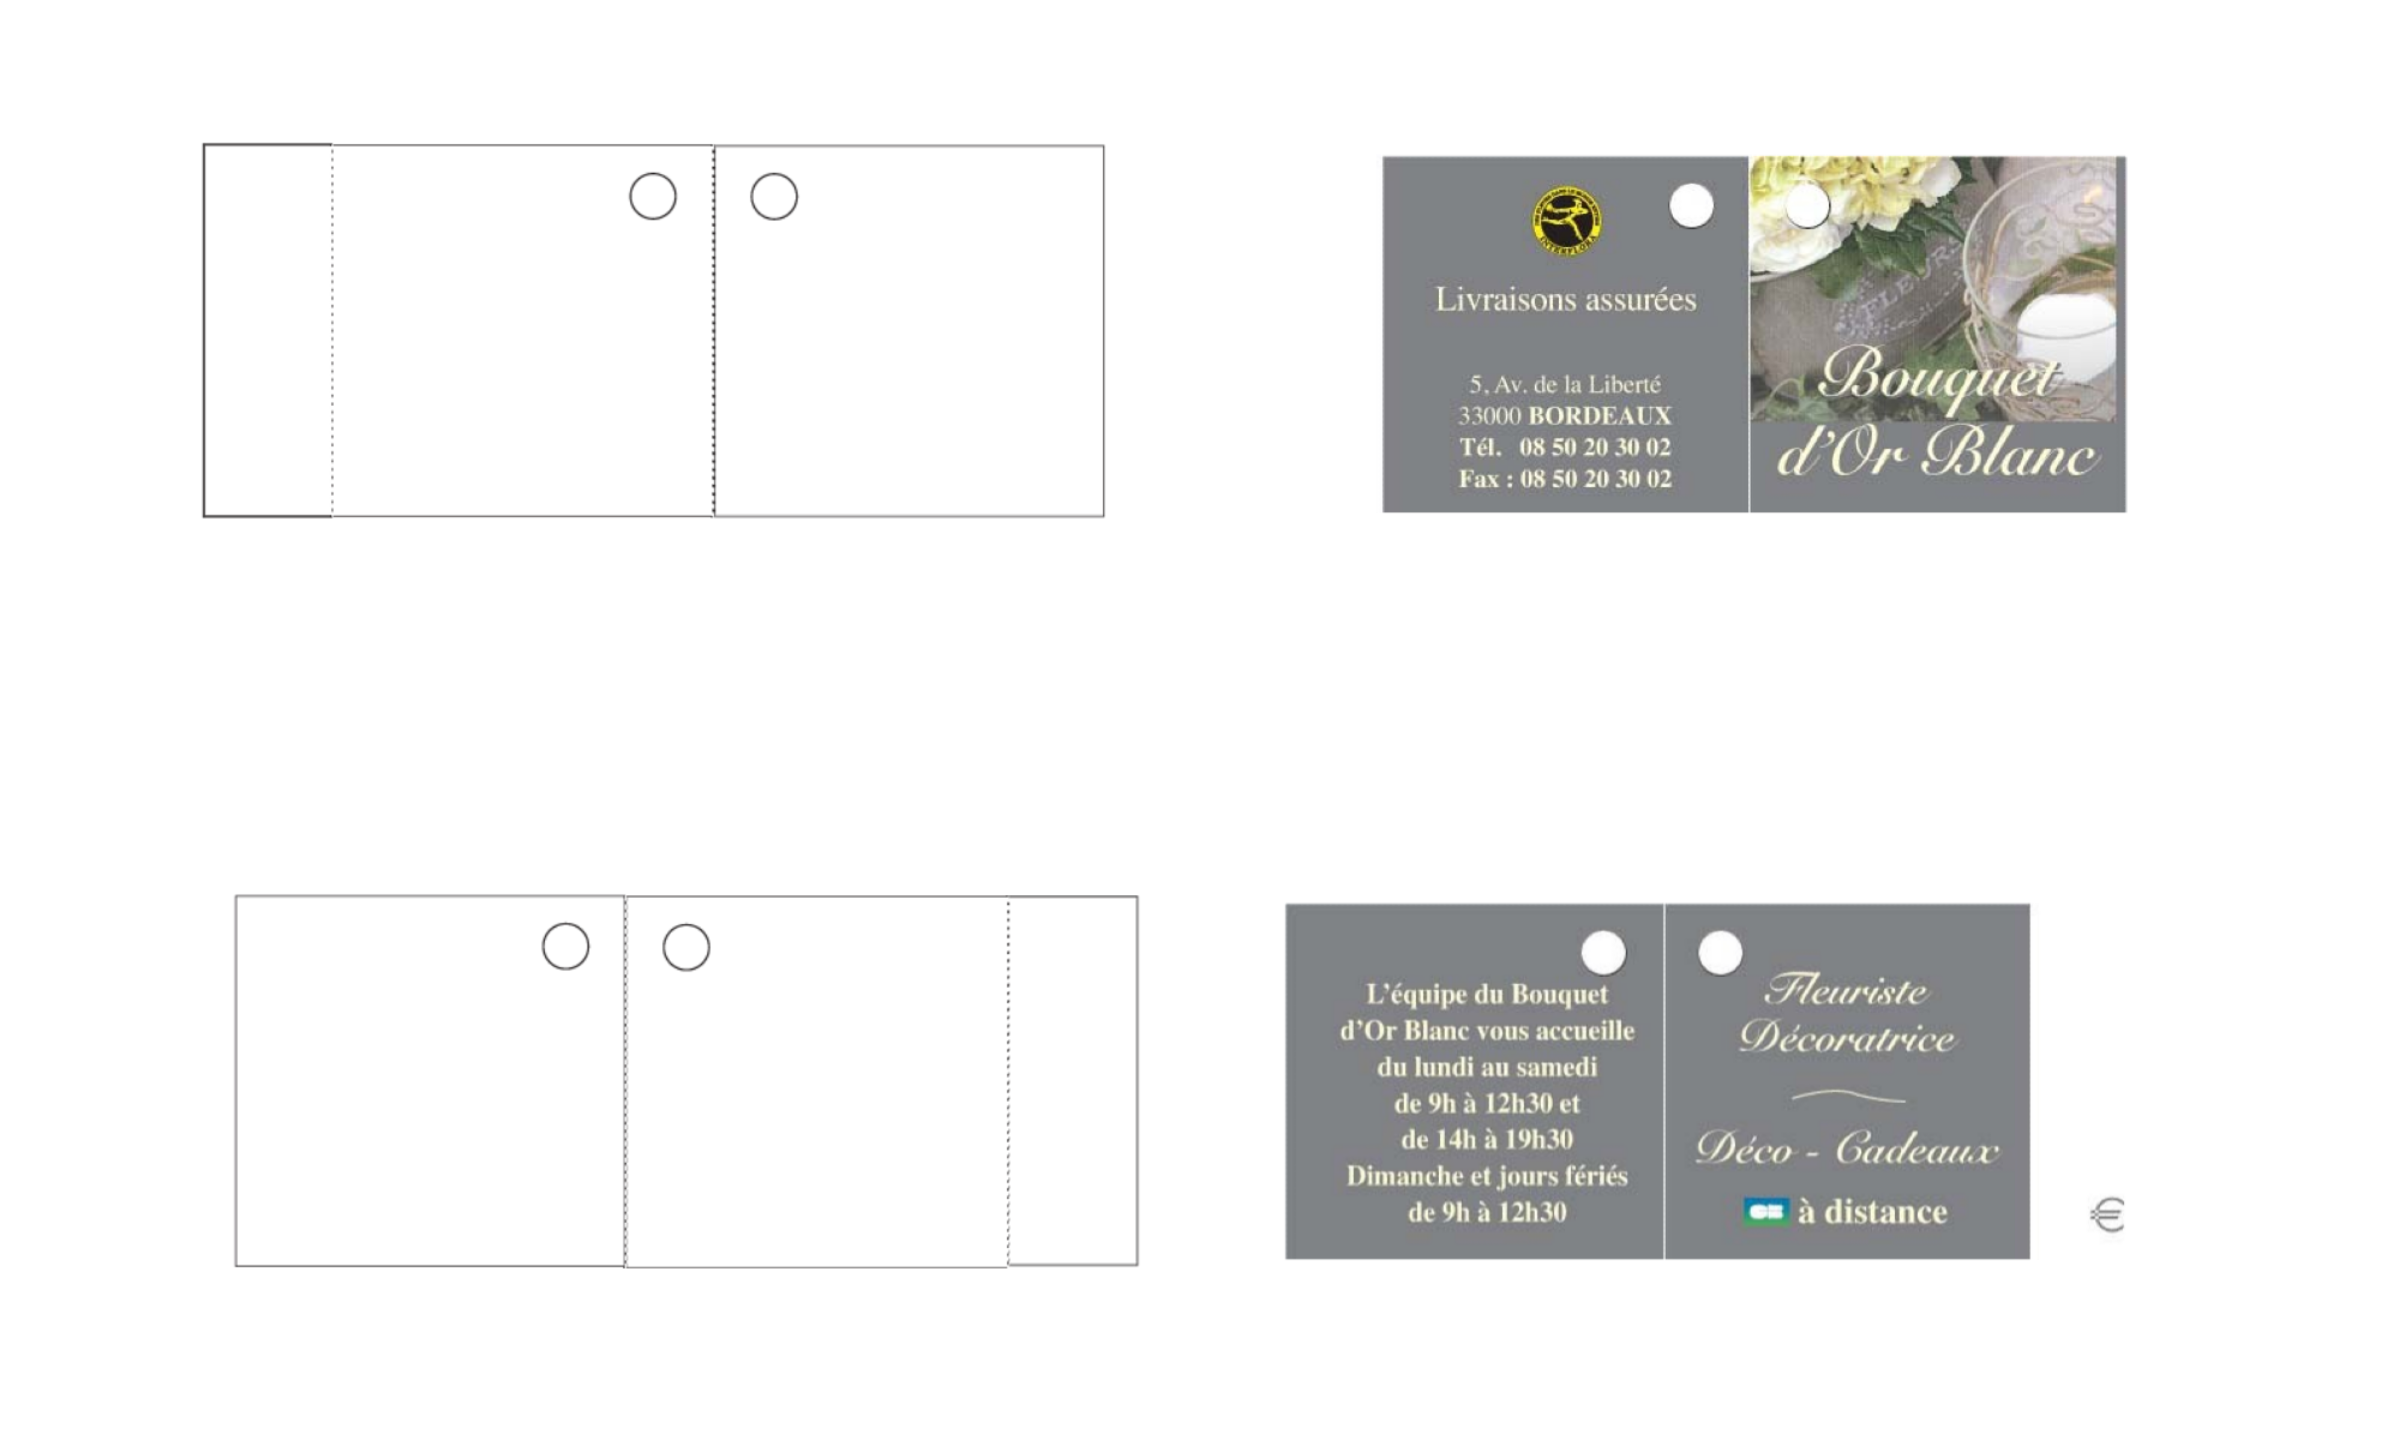 INTERFLORA
Livraisons assurées
5, Av. de la Liberté
33000 BORDEAUX
Tél. 08 50 20 30 02
Fax : 08 50 20 30 02
FLEURS
Bouquet
d’Or Blanc
L’équipe du Bouquet
d’Or Blanc vous accueille
du lundi au samedi
de 9h à 12h30 et
de 14h à 19h30
Dimanche et jours fériés
de 9h à 12h30
Fleuriste
Décoratrice
Déco - Cadeaux
à distance
€